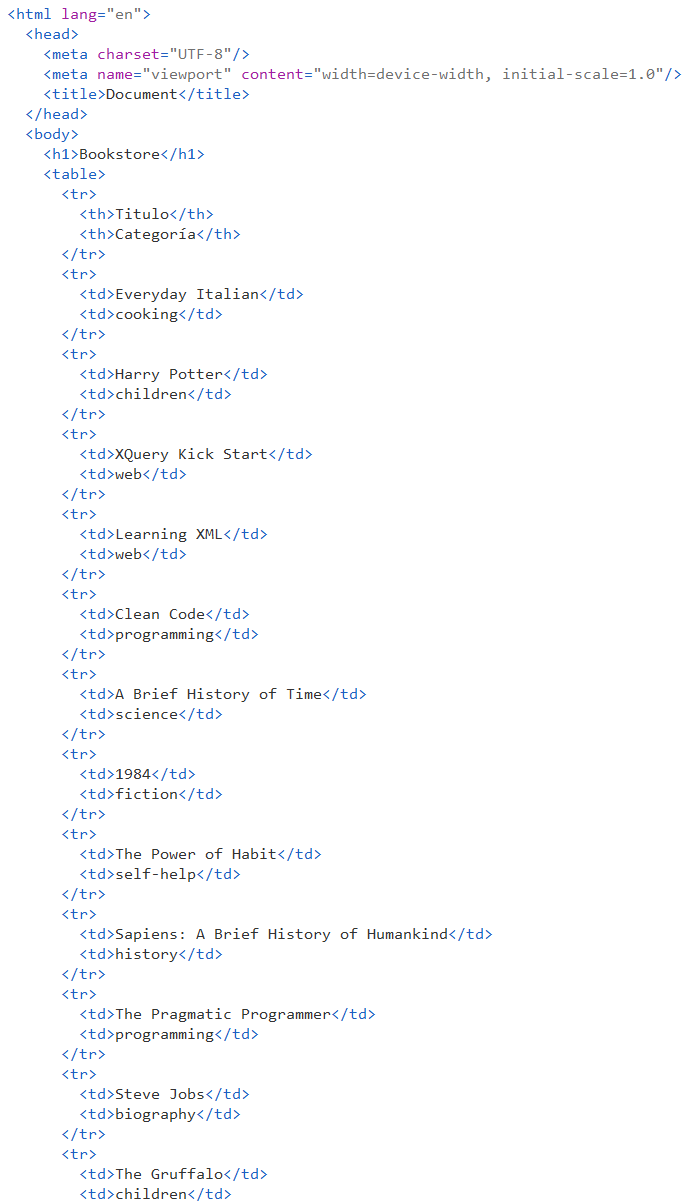 <html lang="en">
<head>
<meta charset="UTF-8"/>
<meta name="viewport" content="width=device-width, initial-scale=1.0"/>
<title>Document</title>
</head>
<body>
<h1>Bookstore</h1>
<table>
<tr>
<th>Titulo</th>
<th>Categoría</th>
</tr>
<tr>
<td>Everyday Italian</td>
<td>cooking</td>
</tr>
<tr>
<td>Harry Potter</td>
<td>children</td>
</tr>
<tr>
<td>XQuery Kick Start</td>
<td>web</td>
</tr>
<tr>
<td>Learning XML</td>
<td>web</td>
</tr>
<tr>
<td>Clean Code</td>
<td>programming</td>
</tr>
<tr>
<td>A Brief History of Time</td>
<td>science</td>
</tr>
<tr>
<td>1984</td>
<td>fiction</td>
</tr>
<tr>
<td>The Power of Habit</td>
<td>self-help</td>
</tr>
<tr>
<td>Sapiens: A Brief History of Humankind</td>
<td>history</td>
</tr>
<tr>
<td>The Pragmatic Programmer</td>
<td>programming</td>
</tr>
<tr>
<td>Steve Jobs</td>
<td>biography</td>
</tr>
<tr>
<td>The Gruffalo</td>
<td>children</td>